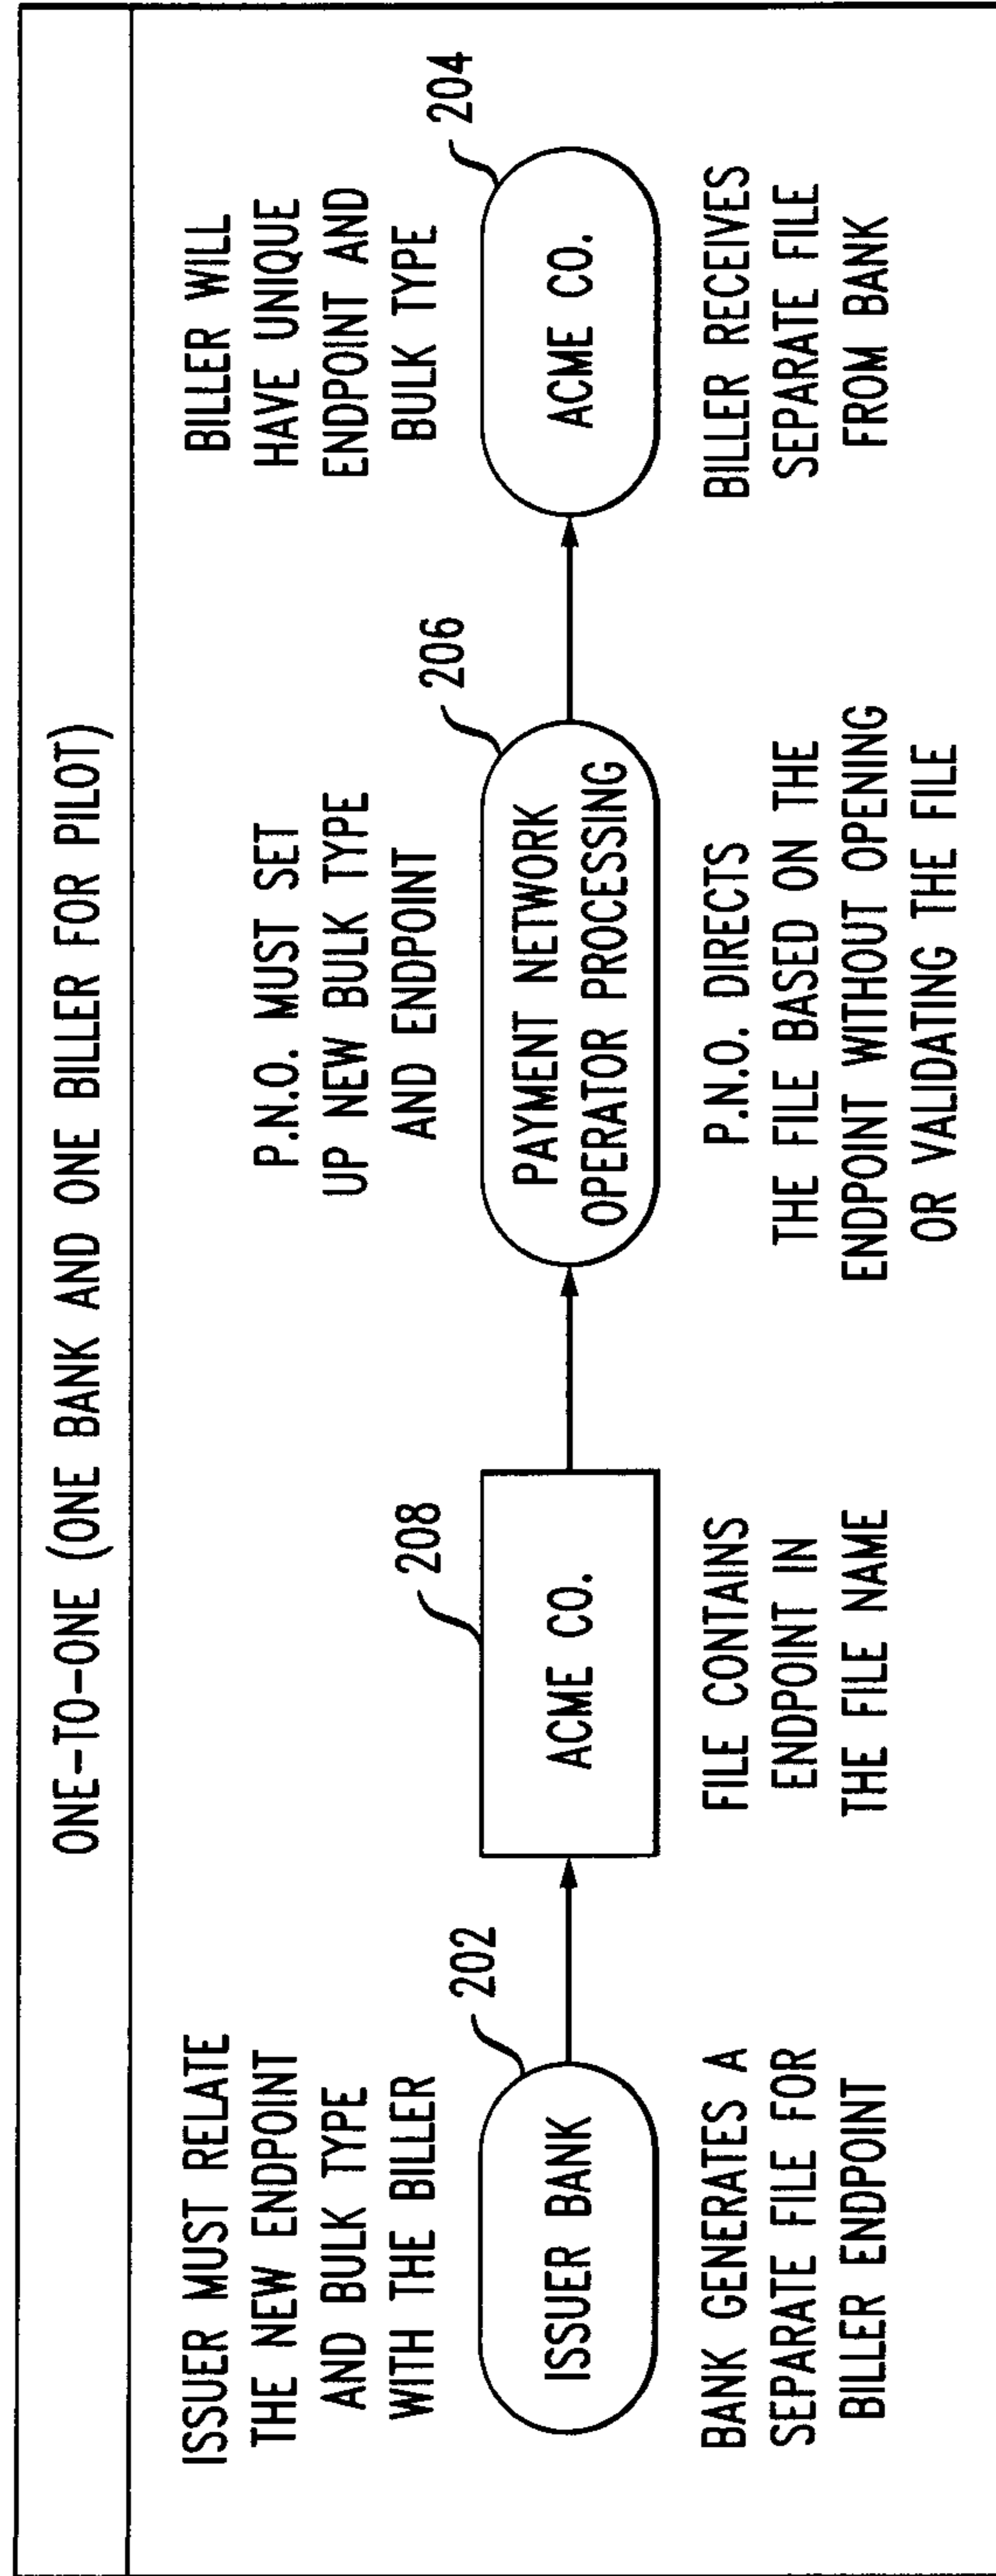 ONE-TO-ONE (ONE BANK AND ONE BILLER FOR PILOT)
ISSUER MUST RELATE
THE NEW ENDPOINT
AND BULK TYPE
WITH THE BILLER
202
ISSUER BANK
BANK GENERATES A
SEPARATE FILE FOR
BILLER ENDPOINT
208
ACME CO.
FILE CONTAINS
ENDPOINT IN
THE FILE NAME
P.N.O. MUST SET
UP NEW BULK TYPE
AND ENDPOINT
206
PAYMENT NETWORK
OPERATOR PROCESSING
P.N.O. DIRECTS
THE FILE BASED ON THE
ENDPOINT WITHOUT OPENING
OR VALIDATING THE FILE
BILLER WILL
HAVE UNIQUE
ENDPOINT AND
BULK TYPE
204
ACME CO.
BILLER RECEIVES
SEPARATE FILE
FROM BANK